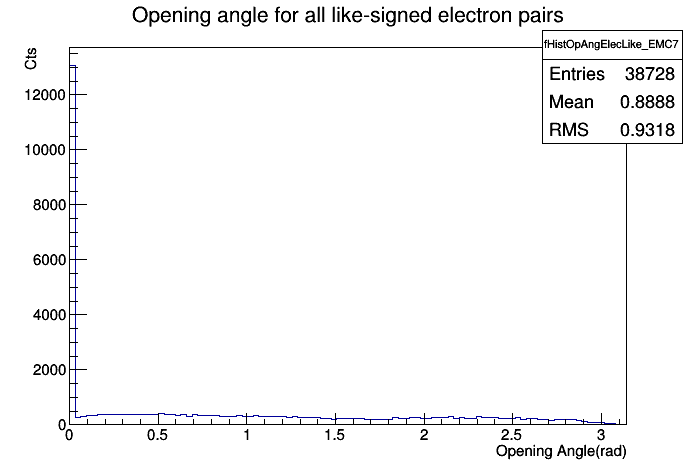 Opening angle for all like-signed electron pairs
fHistOpAngElecLike_EMC7
Entries 38728
Mean 0.8888
RMS 0.9318
Cts
12000
10000
8000
6000
4000
2000
0
0 0.5 1 1.5 2 2.5 3
Opening Angle(rad)